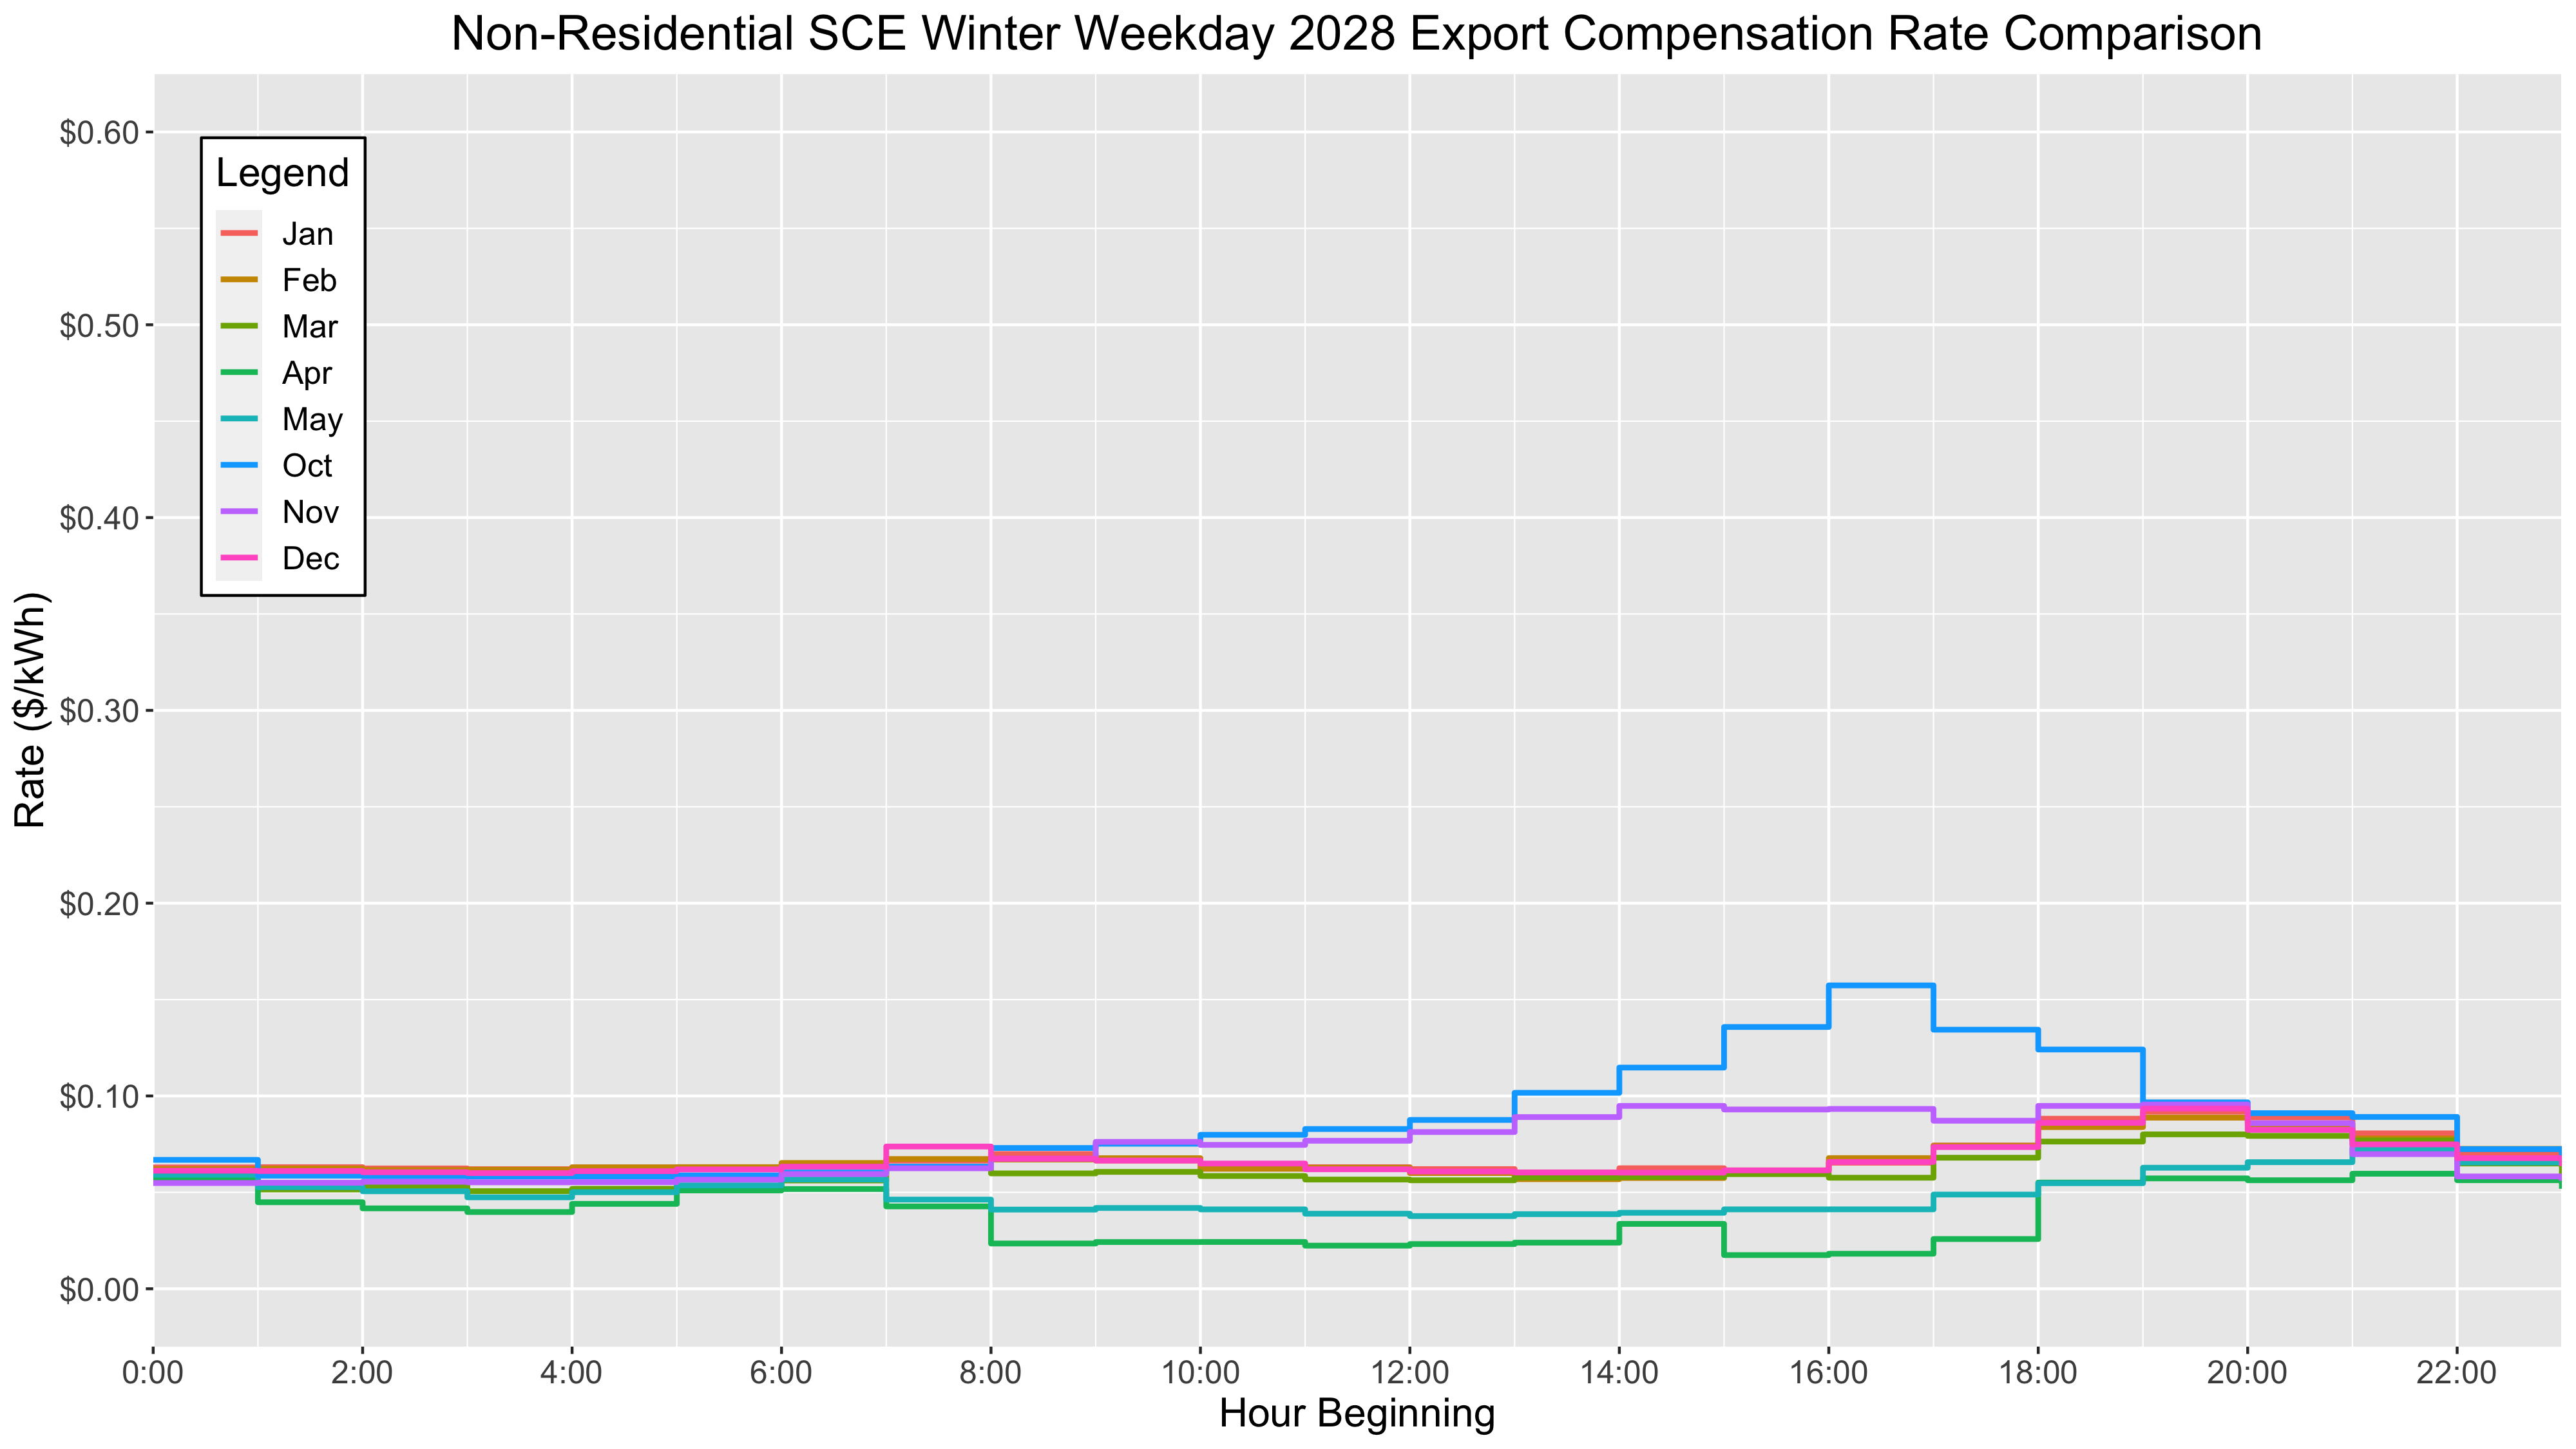 Non-Residential SCE Winter Weekday 2028 Export Compensation Rate Comparison
$0.60
$0.50
$0.40
$0.30
$0.20
$0.10
$0.00
Rate ($/kWh)
Legend
Jan
Feb
Mar
Apr
May
Oct
Nov
Dec
0:00 2:00 4:00 6:00 8:00 10:00 12:00 14:00 16:00 18:00 20:00 22:00
Hour Beginning